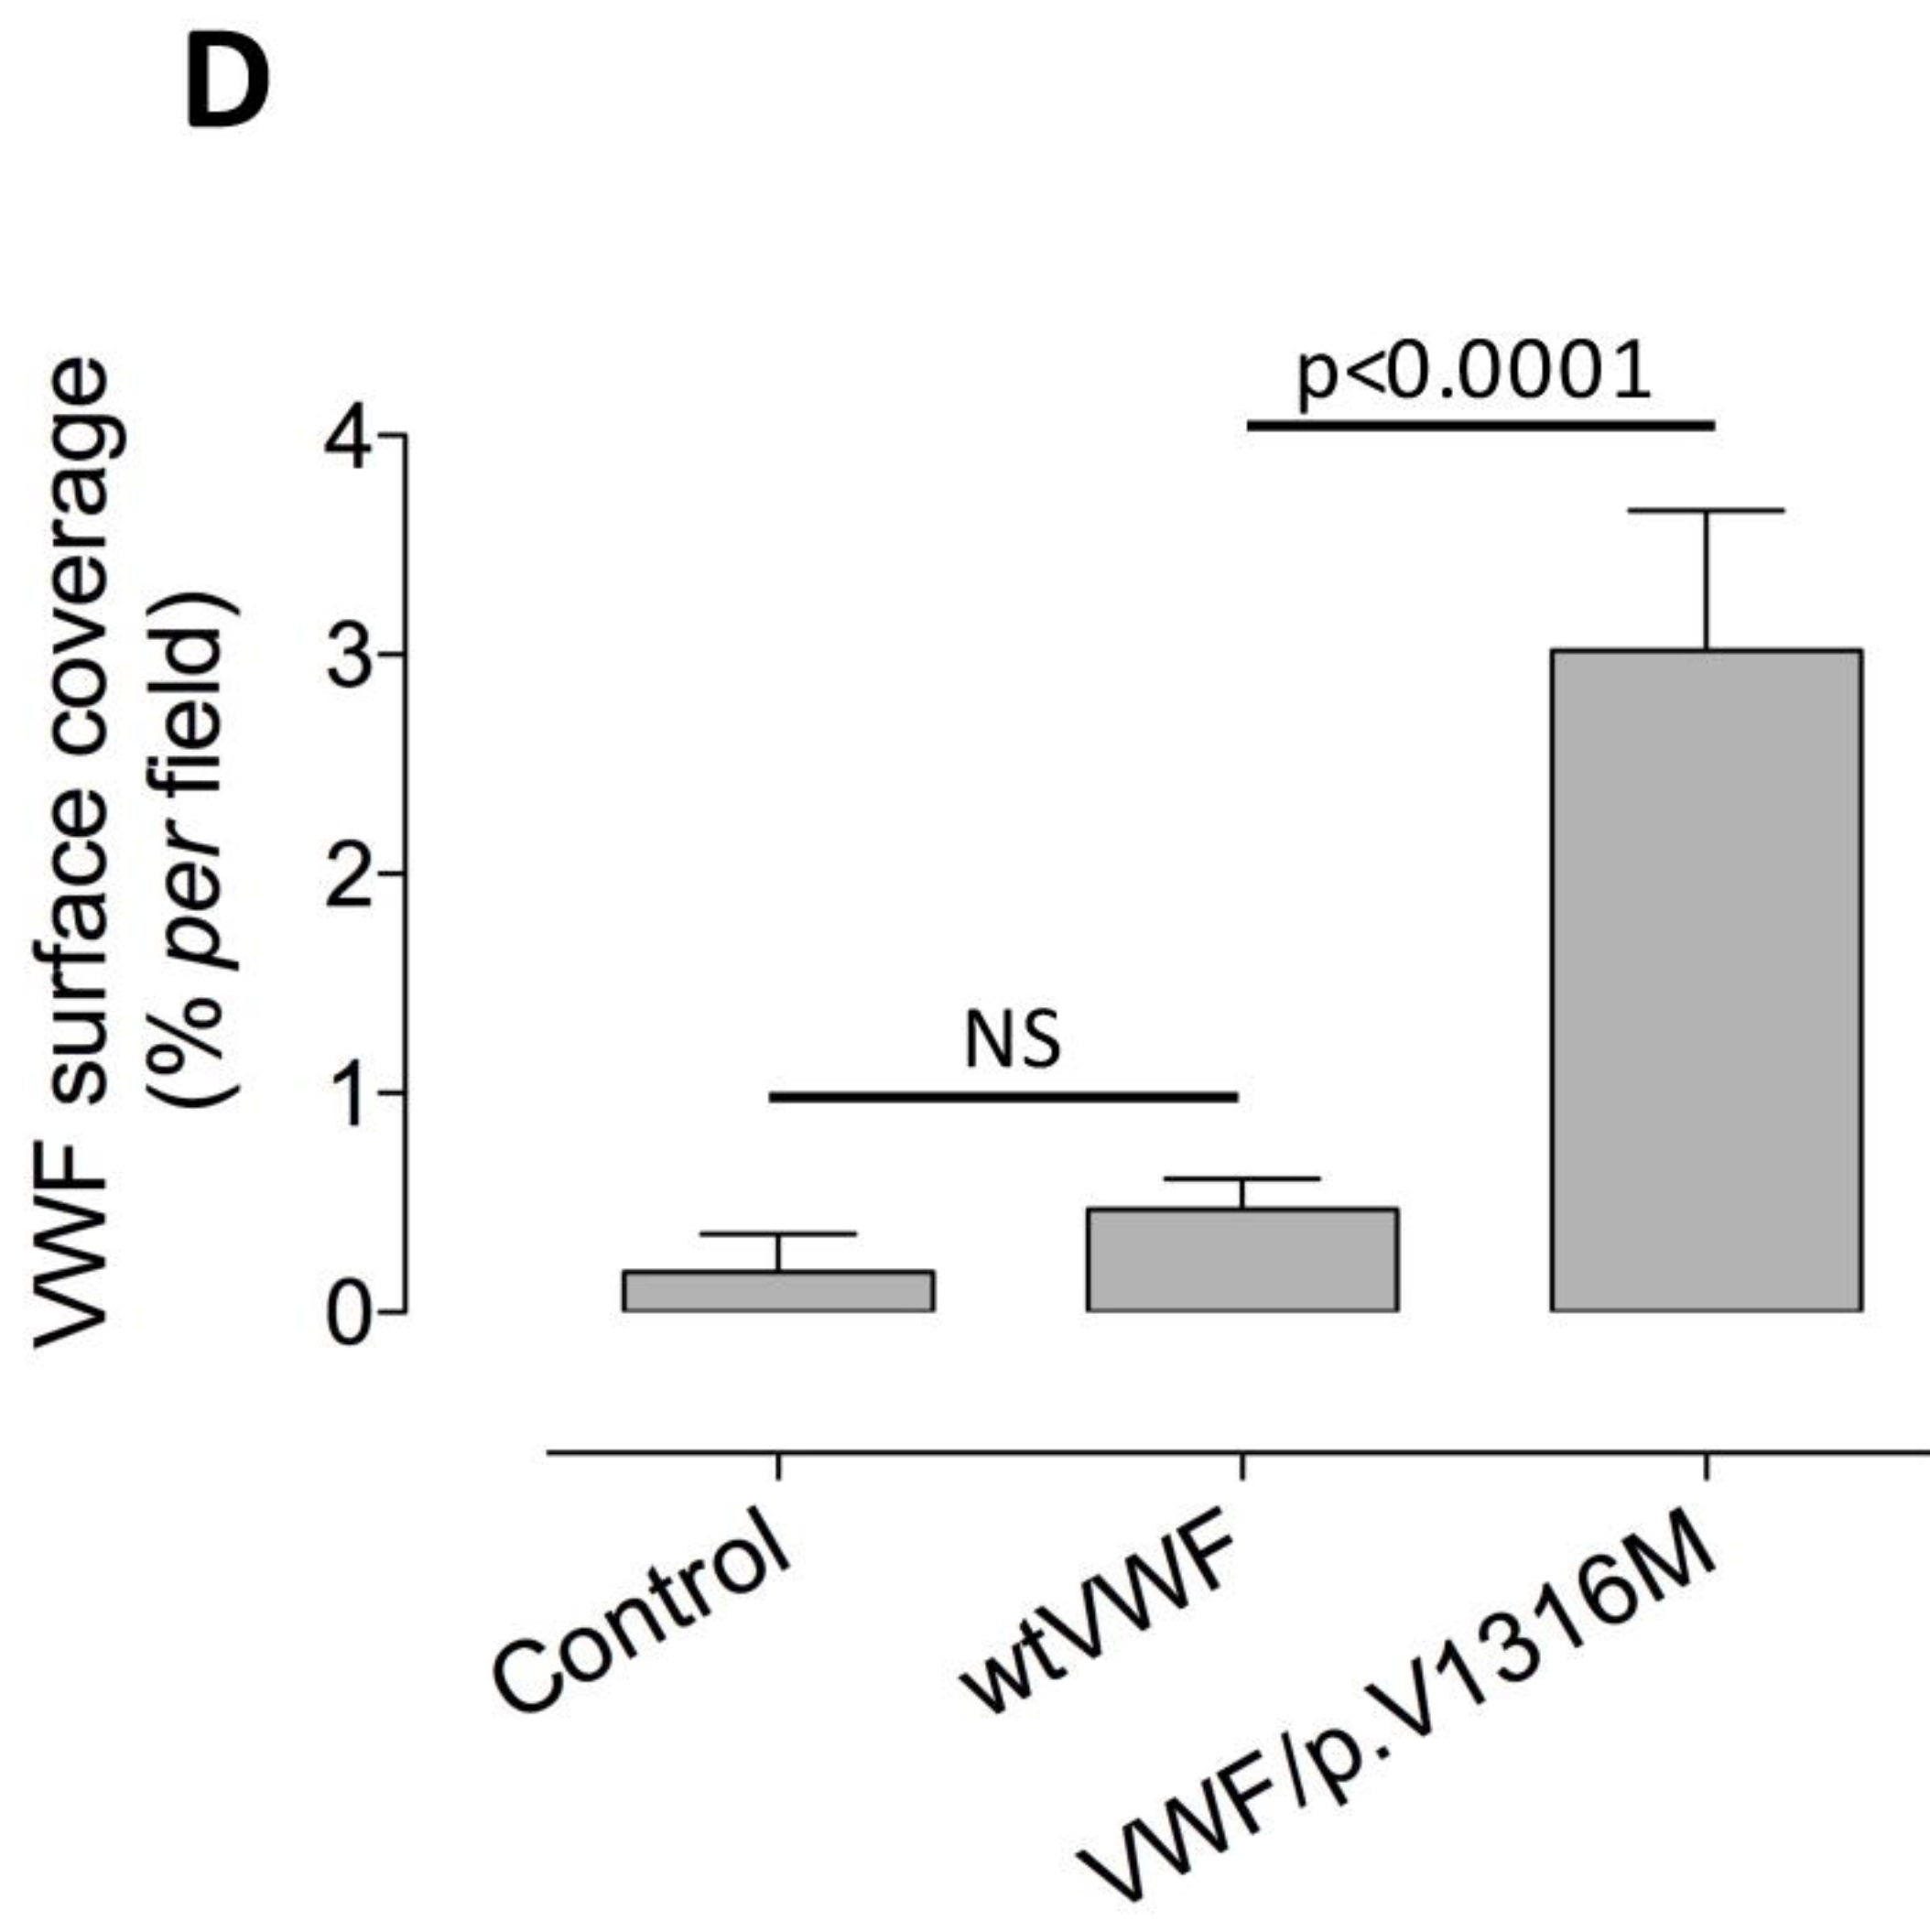 D
VWF surface coverage
(% per field)
4
3
2
1
0
p<0.0001
NS
Control
wtVWF
VWF/p.V1316M